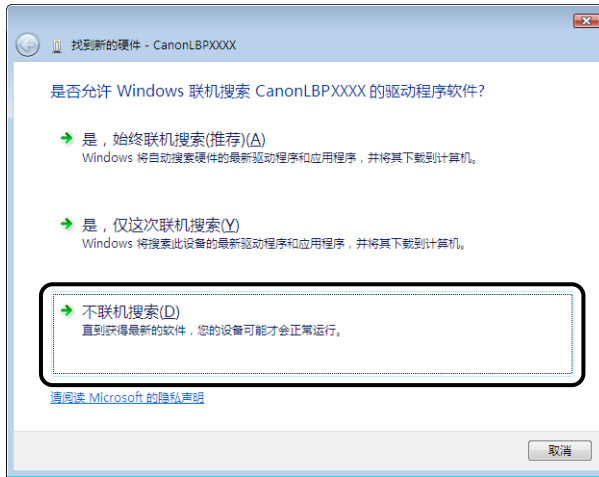 找到新的硬件 - CanonLBPXXXX
是否允许 Windows 联机搜索 CanonLBPXXXX 的驱动程序软件?
是，始终联机搜索(推荐)(A)
Windows 将自动搜索硬件的最新驱动程序和应用程序，并将其下载到计算机。
是，仅这次联机搜索(Y)
Windows 将搜索此设备的最新驱动程序和应用程序，并将其下载到计算机。
不联机搜索(D)
直到获得最新的软件，您的设备可能才会正常运行。
请阅读 Microsoft 的隐私声明
取消